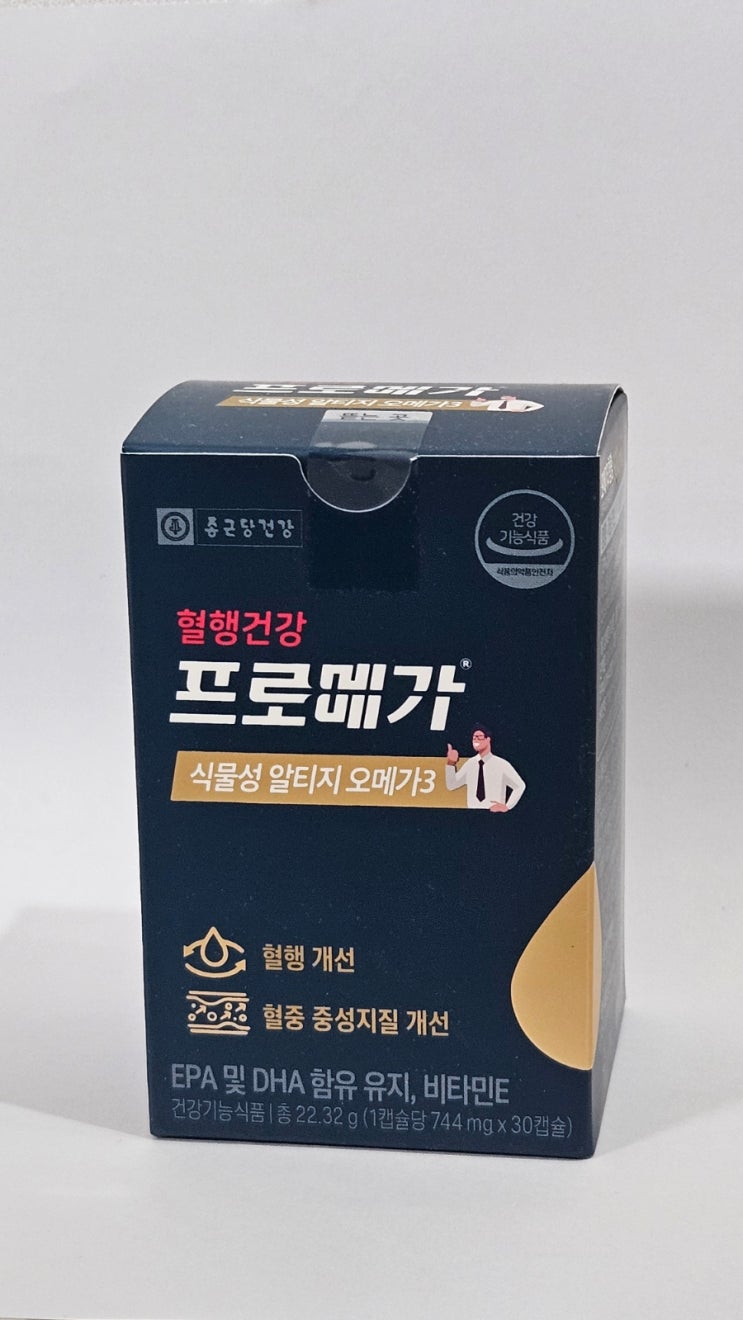 프로메가
식물성 알티지 오메가3
뜯는 곳
종근당건강
건강
기능식품
식품의약품안전처
혈행건강
프로메가®
식물성 알티지 오메가3
혈행 개선
혈중 중성지질 개선
EPA 및 DHA 함유 유지, 비타민E
건강기능식품 | 총 22.32 g (1캡슐당 744 mg x 30캡슐)